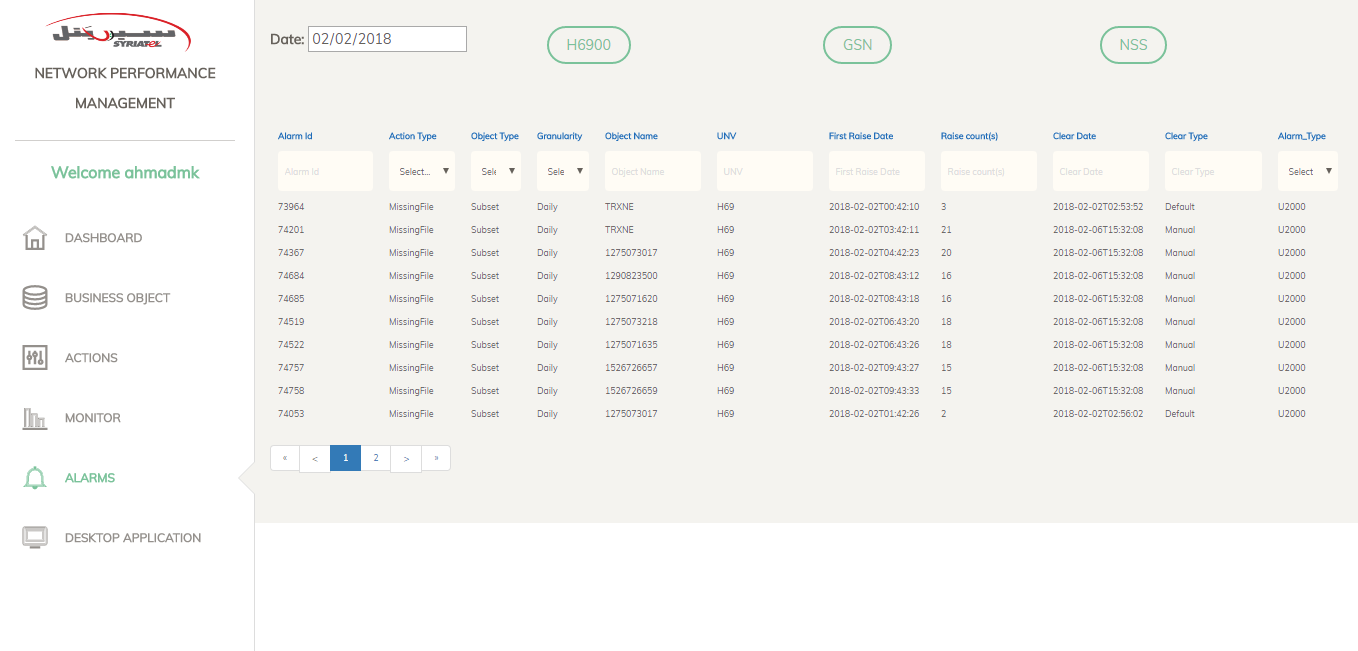 سيريتل
SYRIATEL
NETWORK PERFORMANCE
MANAGEMENT
Welcome ahmadmk
DASHBOARD
BUSINESS OBJECT
ACTIONS
MONITOR
ALARMS
DESKTOP APPLICATION
Date: 02/02/2018 H6900 GSN NSS
Alarm Id Action Type Object Type Granularity Object Name UNV First Raise Date Raise count(s) Clear Date Clear Type Alarm_Type
Alarm Id Select... Sele Sele Object Name UNV First Raise Date Raise count(s) Clear Date Clear Type Select
73964 MissingFile Subset Daily TRXNE H69 2018-02-02T00:42:10 3 2018-02-02T02:53:52 Default U2000
74201 MissingFile Subset Daily TRXNE H69 2018-02-02T03:42:11 21 2018-02-06T15:32:08 Manual U2000
74367 MissingFile Subset Daily 1275073017 H69 2018-02-02T04:42:23 20 2018-02-06T15:32:08 Manual U2000
74684 MissingFile Subset Daily 1290823500 H69 2018-02-02T08:43:12 16 2018-02-06T15:32:08 Manual U2000
74685 MissingFile Subset Daily 1275071620 H69 2018-02-02T08:43:18 16 2018-02-06T15:32:08 Manual U2000
74519 MissingFile Subset Daily 1275073218 H69 2018-02-02T06:43:20 18 2018-02-06T15:32:08 Manual U2000
74522 MissingFile Subset Daily 1275071635 H69 2018-02-02T06:43:26 18 2018-02-06T15:32:08 Manual U2000
74757 MissingFile Subset Daily 1526726657 H69 2018-02-02T09:43:27 15 2018-02-06T15:32:08 Manual U2000
74758 MissingFile Subset Daily 1526726659 H69 2018-02-02T09:43:33 15 2018-02-06T15:32:08 Manual U2000
74053 MissingFile Subset Daily 1275073017 H69 2018-02-02T01:42:26 2 2018-02-02T02:56:02 Default U2000
« < 1 2 > »